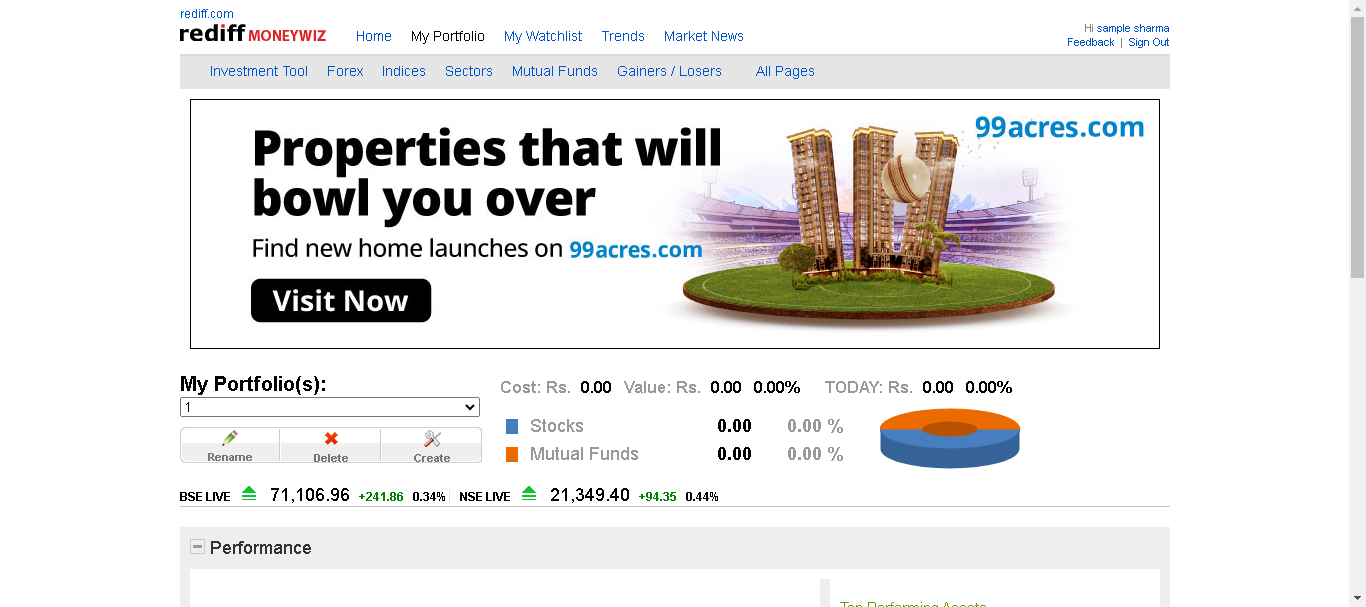 rediff.com
rediff MONEYWIZ Home My Portfolio My Watchlist Trends Market News
Hi sample sharma
Feedback | Sign Out
Investment Tool Forex Indices Sectors Mutual Funds Gainers / Losers All Pages
99acres.com
Properties that will
bowl you over
Find new home launches on 99acres.com
Visit Now
My Portfolio(s):
1
Rename Delete Create
Cost: Rs. 0.00 Value: Rs. 0.00 0.00% TODAY: Rs. 0.00 0.00%
Stocks 0.00 0.00 %
Mutual Funds 0.00 0.00 %
BSE LIVE 71,106.96 +241.86 0.34% NSE LIVE 21,349.40 +94.35 0.44%
Performance
Top Performing Assets